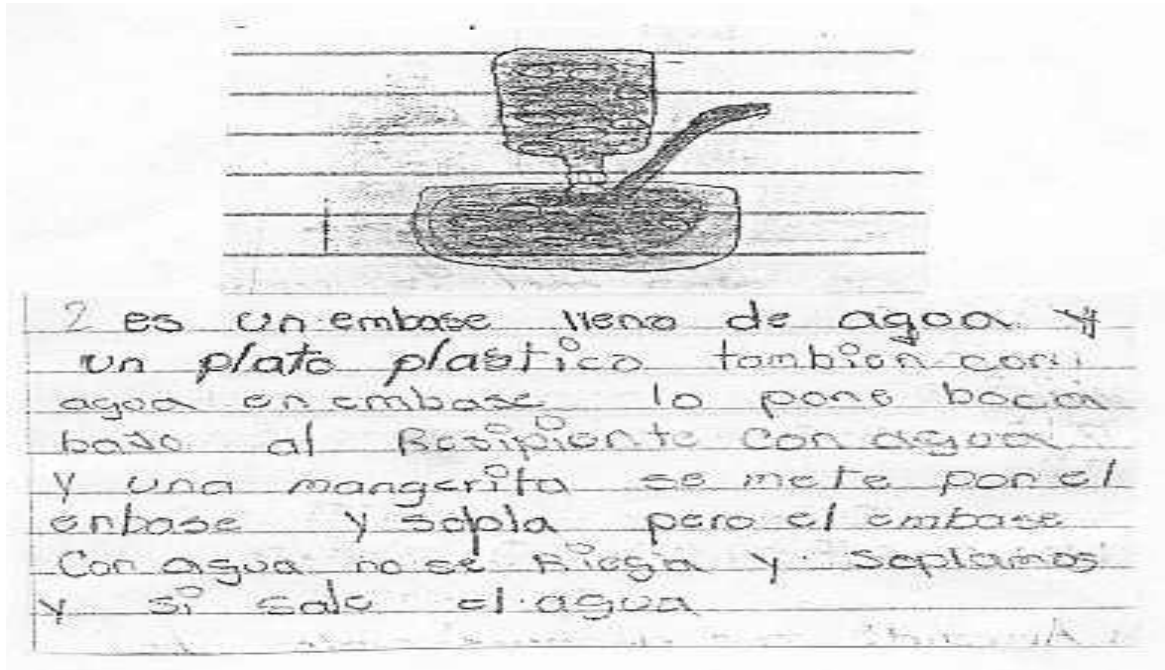 2 es un embase lleno de agoa y
un plato plastico tambien con
agua en embase lo pone boca
bajo al Resipiente con agua
y una mangerita se mete por el
enbase y sopla pero el embase
Con agua no se Riega y soplamos
y si sale el agua